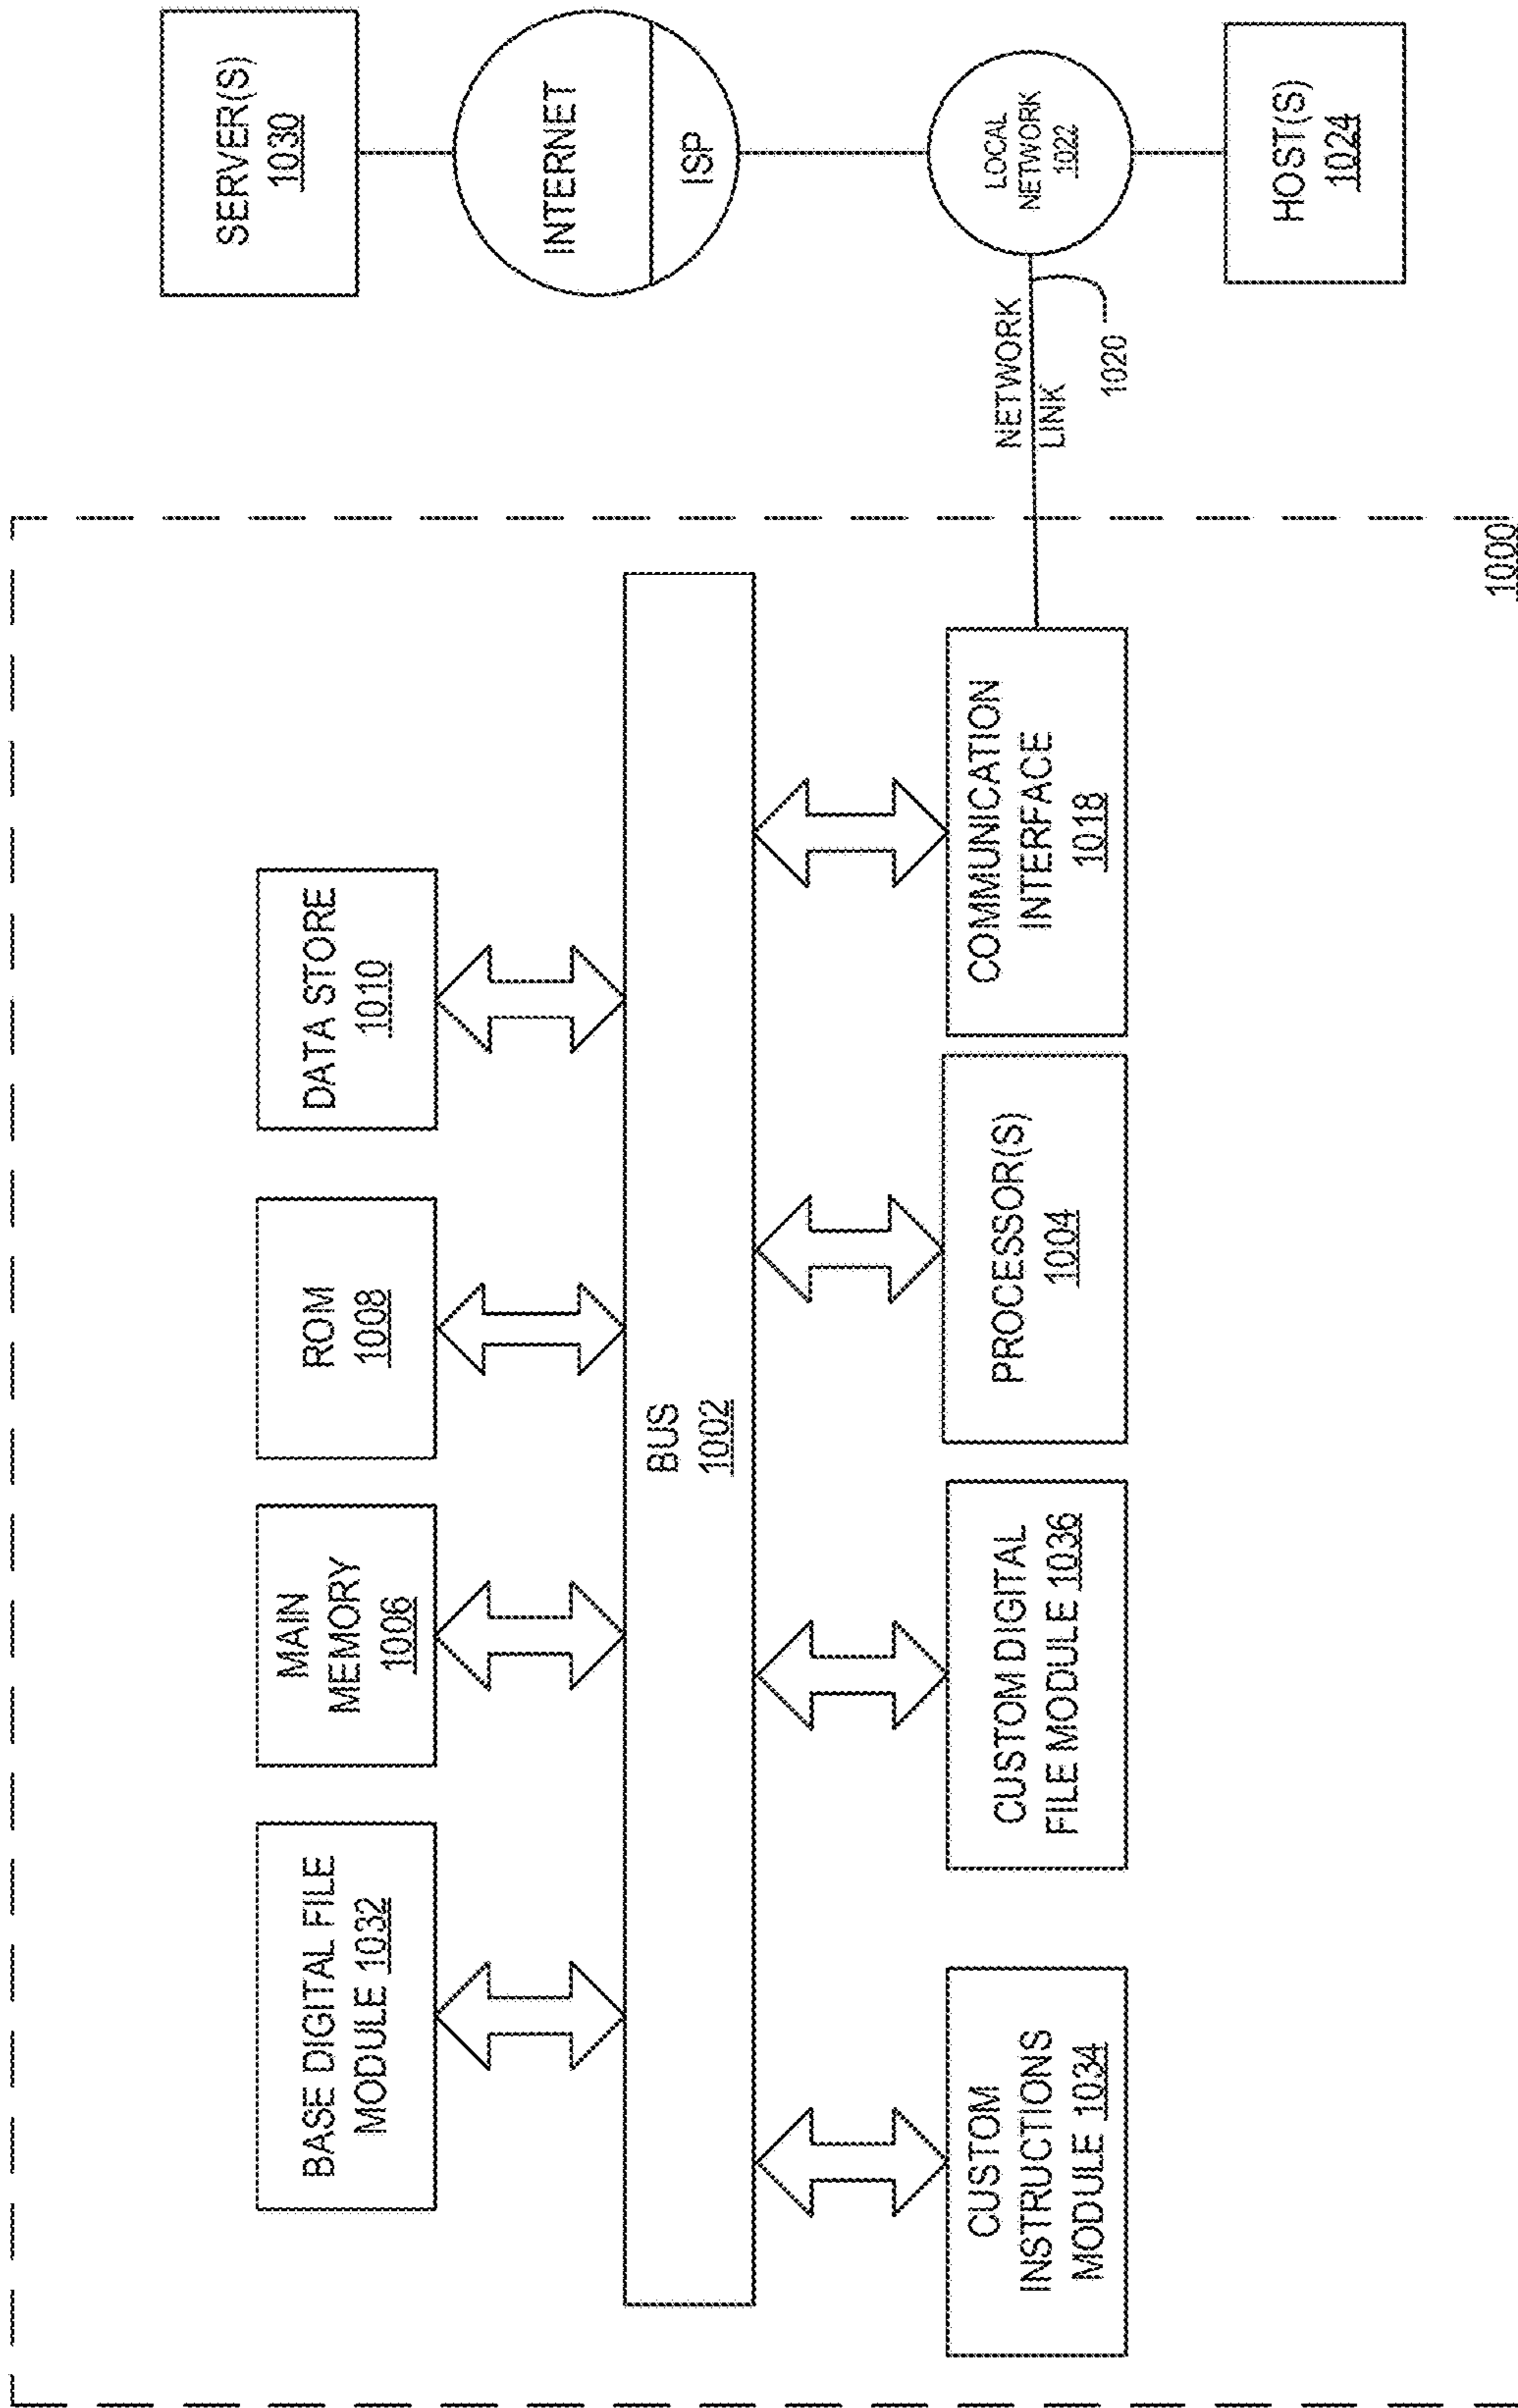 BASE DIGITAL FILE
MODULE 1032
MAIN
MEMORY
1006
ROM
1008
DATA STORE
1010
SERVER(S)
1030
INTERNET
ISP
BUS
1002
NETWORK
LINK
1020
LOCAL
NETWORK
1022
CUSTOM
INSTRUCTIONS
MODULE 1034
CUSTOM DIGITAL
FILE MODULE 1036
PROCESSOR(S)
1004
COMMUNICATION
INTERFACE
1018
HOST(S)
1024
1000